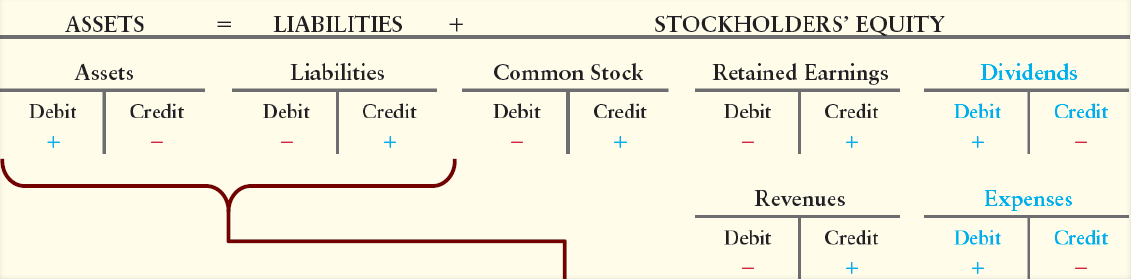 ASSETS = LIABILITIES + STOCKHOLDERS’ EQUITY
Assets Liabilities Common Stock Retained Earnings Dividends
Debit Credit Debit Credit Debit Credit Debit Credit Debit Credit
+ − − + − + − + + −
Revenues Expenses
Debit Credit Debit Credit
− + + −